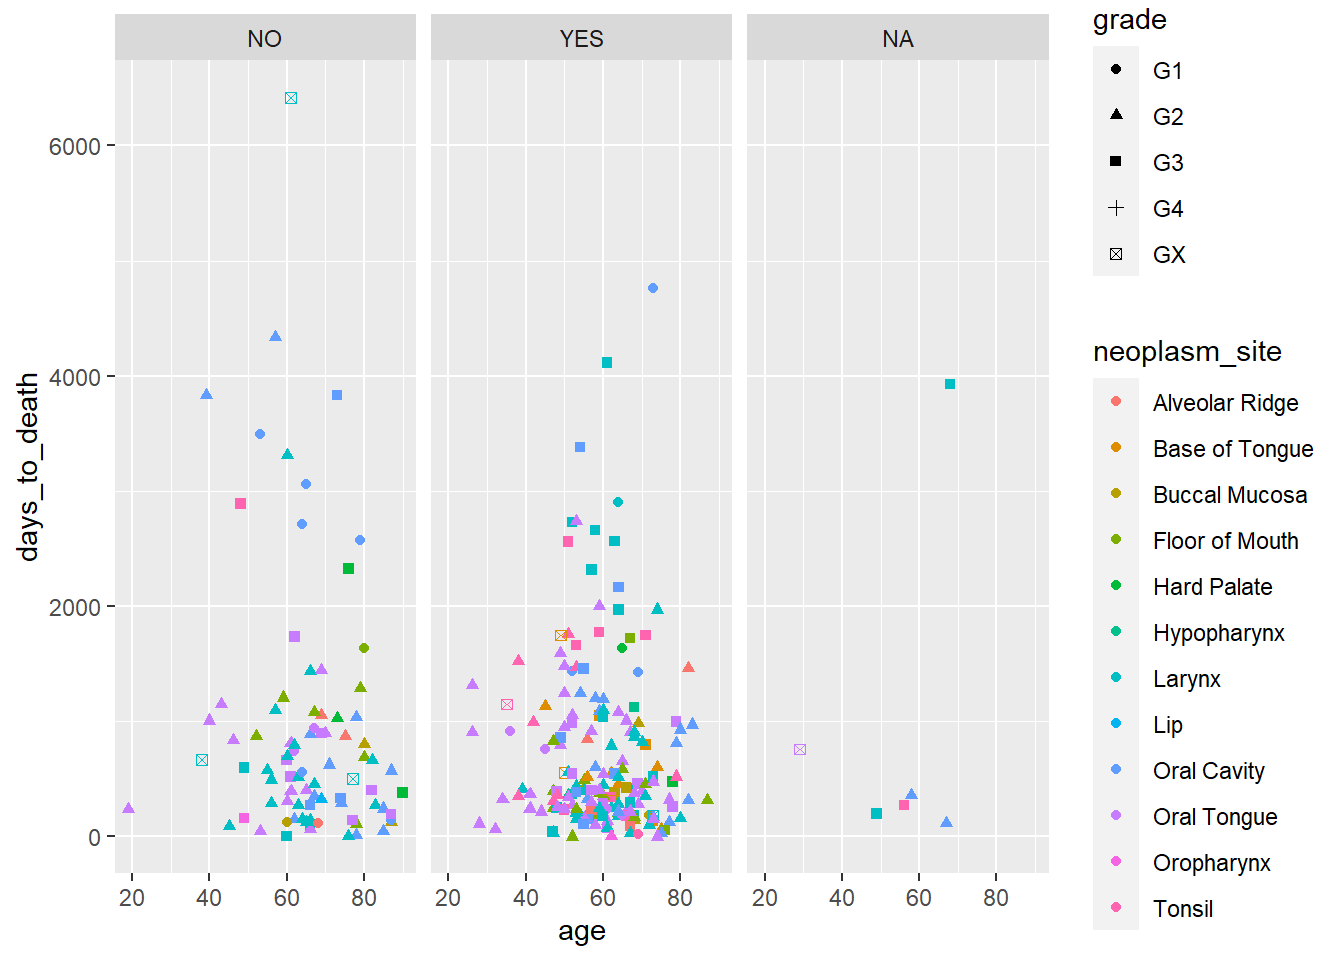 NO YES NA
6000
4000
2000
0
20 40 60 80 20 40 60 80 20 40 60 80
age
days_to_death
grade
G1
G2
G3
G4
GX
neoplasm_site
Alveolar Ridge
Base of Tongue
Buccal Mucosa
Floor of Mouth
Hard Palate
Hypopharynx
Larynx
Lip
Oral Cavity
Oral Tongue
Oropharynx
Tonsil